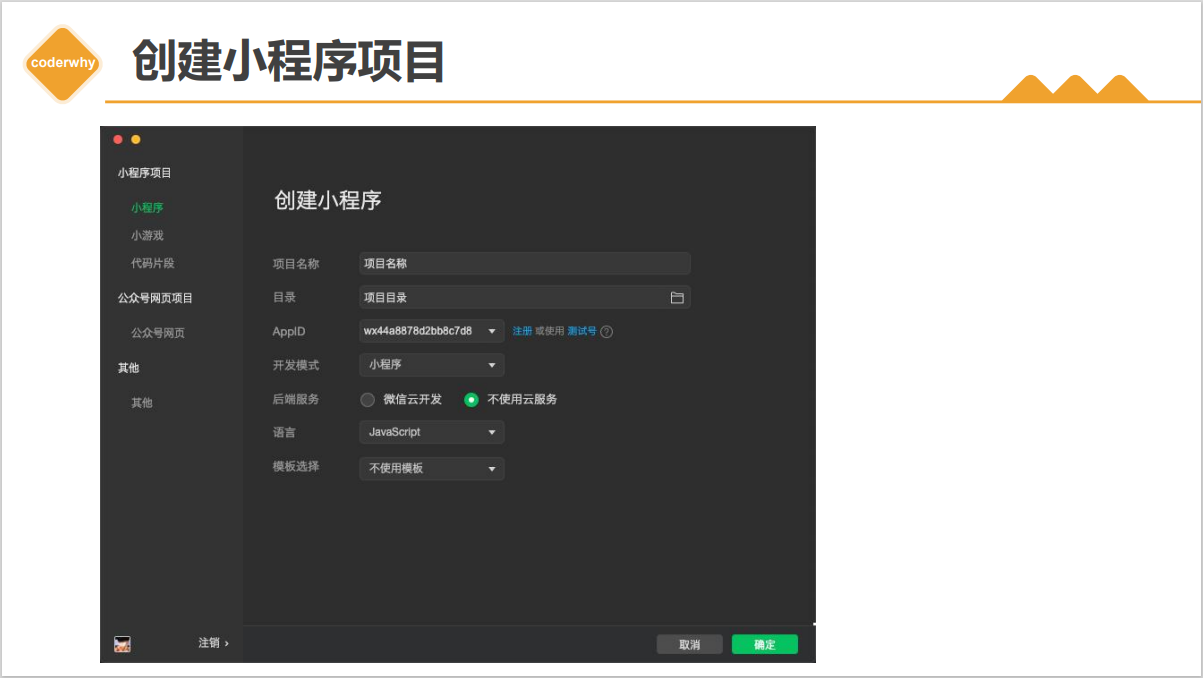 coderwhy
创建小程序项目
小程序项目
小程序
小游戏
代码片段
公众号网页项目
公众号网页
其他
其他
注销 ›
创建小程序
项目名称 项目名称
目录 项目目录
AppID wx44a8878d2bb8c7d8 注册 或使用 测试号 ?
开发模式 小程序
后端服务 微信云开发 不使用云服务
语言 JavaScript
模板选择 不使用模板
取消 确定